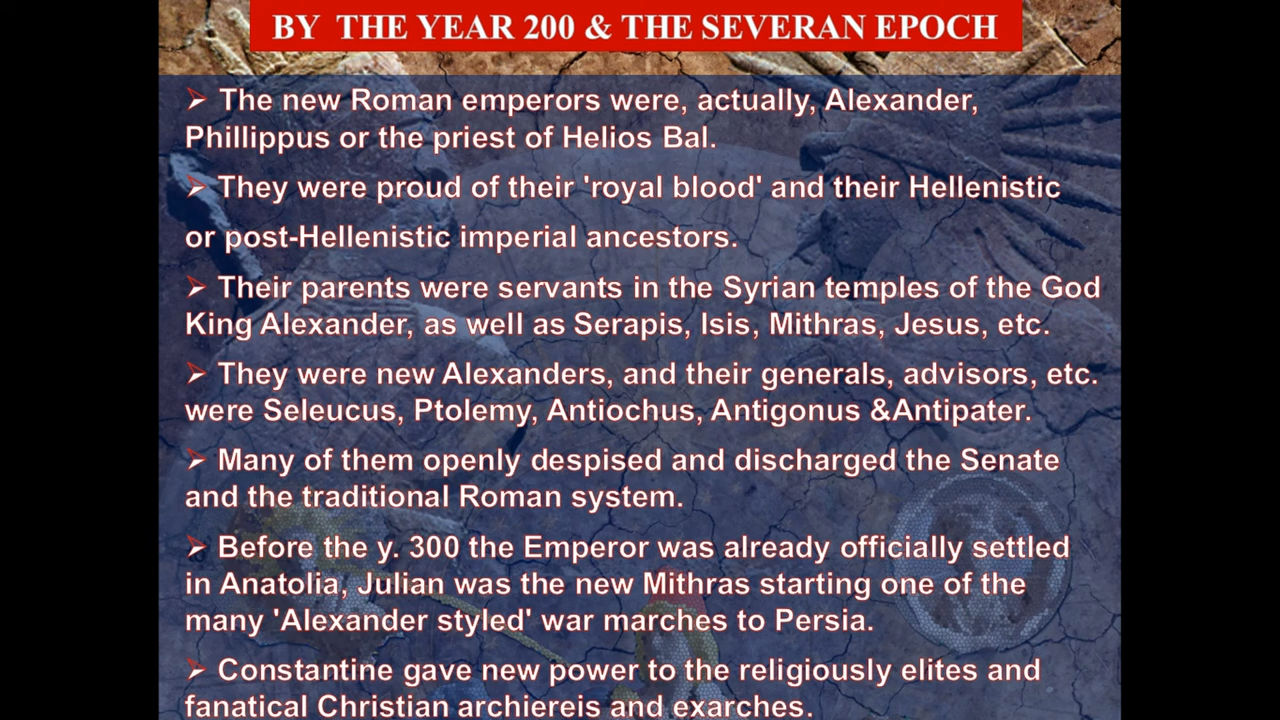 BY THE YEAR 200 & THE SEVERAN EPOCH
➢ The new Roman emperors were, actually, Alexander,
Phillippus or the priest of Helios Bal.
➢ They were proud of their 'royal blood' and their Hellenistic
or post-Hellenistic imperial ancestors.
➢ Their parents were servants in the Syrian temples of the God
King Alexander, as well as Serapis, Isis, Mithras, Jesus, etc.
➢ They were new Alexanders, and their generals, advisors, etc.
were Seleucus, Ptolemy, Antiochus, Antigonus &Antipater.
➢ Many of them openly despised and discharged the Senate
and the traditional Roman system.
➢ Before the y. 300 the Emperor was already officially settled
in Anatolia, Julian was the new Mithras starting one of the
many 'Alexander styled' war marches to Persia.
➢ Constantine gave new power to the religiously elites and
fanatical Christian archiereis and exarches.